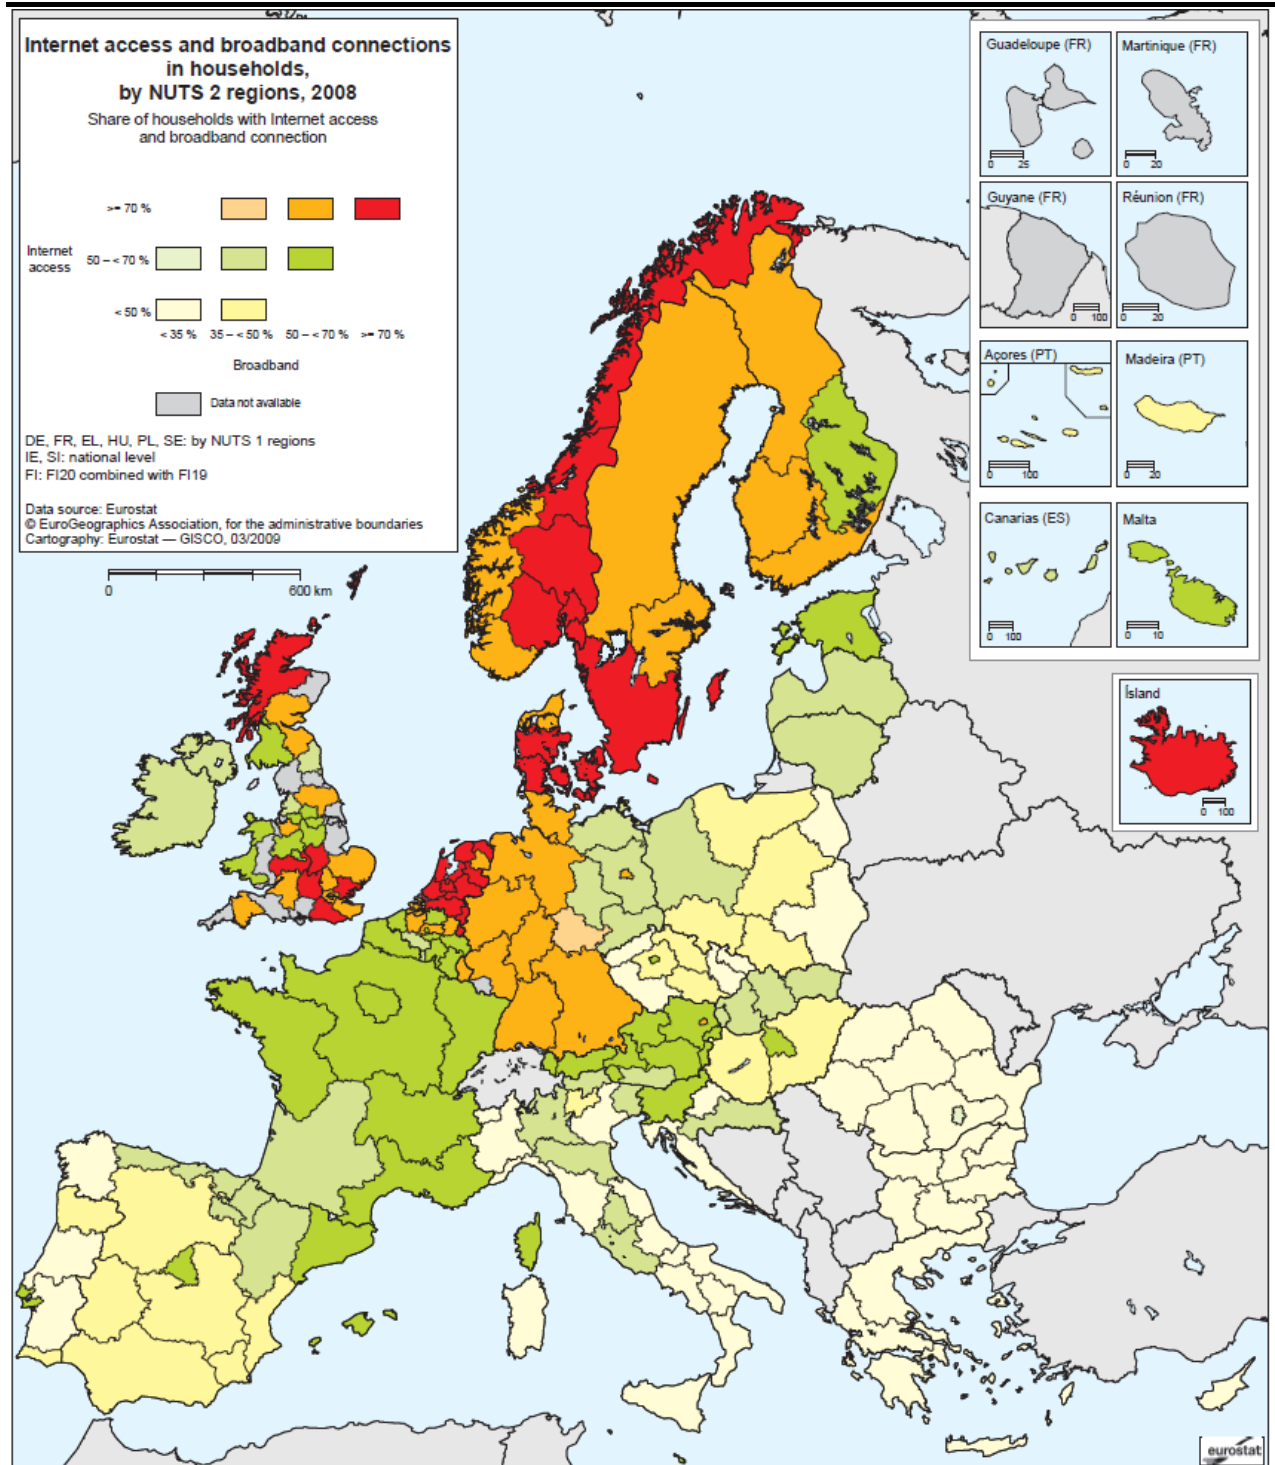 Internet access and broadband connections
in households,
by NUTS 2 regions, 2008
Share of households with Internet access
and broadband connection
>= 70 %
Internet
access
50 – < 70 %
< 50 %
< 35 %
35 – < 50 %
50 – < 70 %
>= 70 %
Broadband
Data not available
DE, FR, EL, HU, PL, SE: by NUTS 1 regions
IE, SI: national level
FI: FI20 combined with FI19
Data source: Eurostat
© EuroGeographics Association, for the administrative boundaries
Cartography: Eurostat — GISCO, 03/2009
0 600 km
Guadeloupe (FR)
0 25
Martinique (FR)
0 20
Guyane (FR)
0 100
Réunion (FR)
0 20
Açores (PT)
0 100
Madeira (PT)
0 20
Canarias (ES)
0 100
Malta
0 10
Ísland
0 100
eurostat